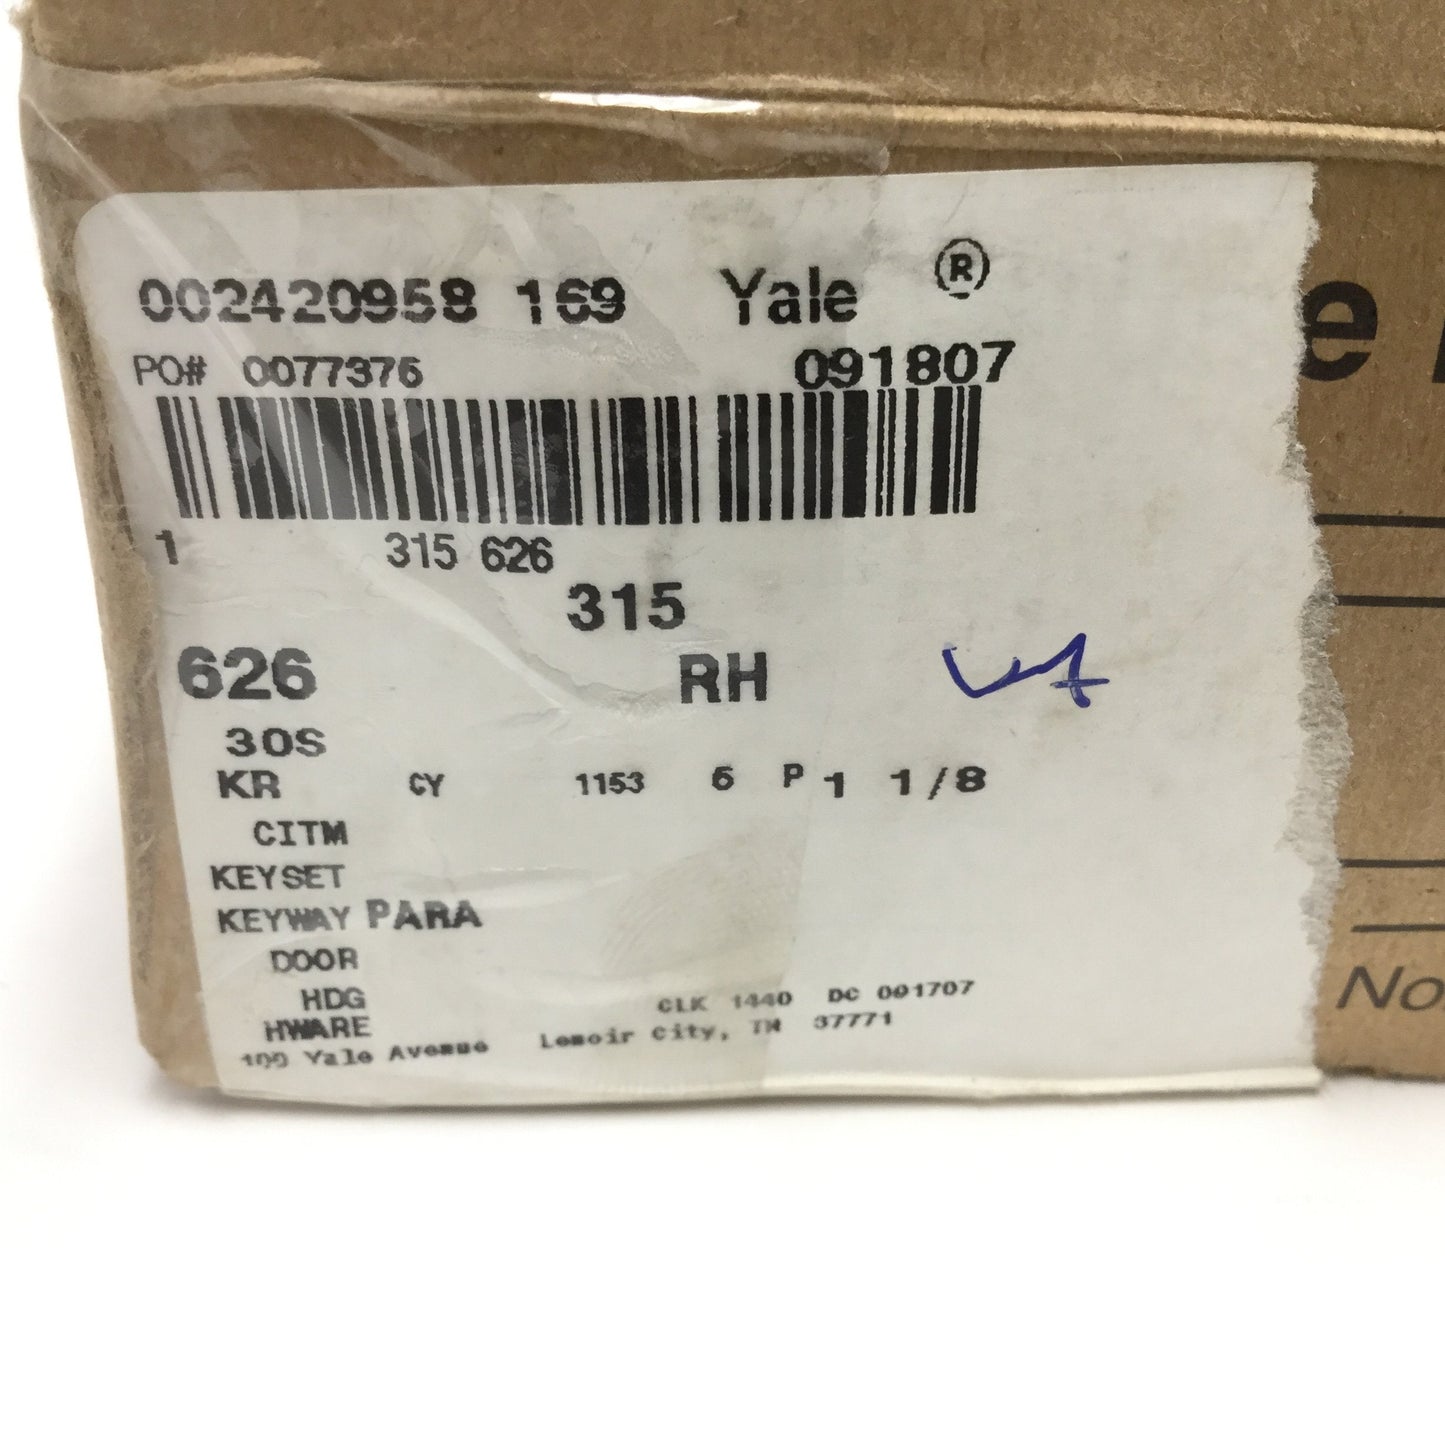 002420958 169 Yale ®
PO# 0077376 091807
1 315 626
315
626 RH
30S
KR CY 1153 6 P 1 1/8
CITM
KEYSET
KEYWAY PARA
DOOR
HDG CLK 1440 DC 091707
HWARE
100 Yale Avenue Lenoir City, TN 37771
e
No